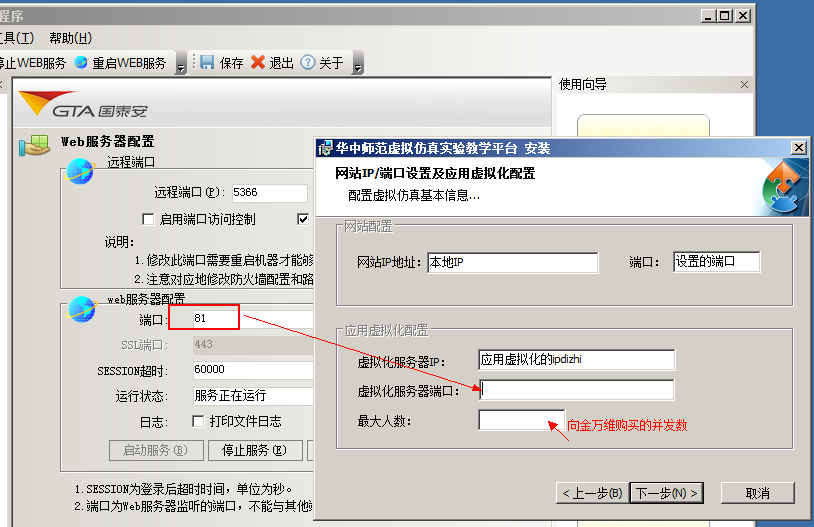 程序
工具(T) 帮助(H)
停止WEB服务 重启WEB服务 保存 退出 关于
使用向导
GTA 国泰安
Web服务器配置
远程端口
远程端口(P): 5366
启用端口访问控制
说明:
1.修改此端口需要重启机器才能够
2.注意对应地修改防火墙配置和路
web服务器配置
端口: 81
SSL端口: 443
SESSION超时: 60000
运行状态: 服务正在运行
日志: 打印文件日志
启动服务(R) 停止服务(E)
1.SESSION为登录后超时时间，单位为秒。
2.端口为Web服务器监听的端口，不能与其他
华中师范虚拟仿真实验教学平台 安装
网站IP/端口设置及应用虚拟化配置
配置虚拟仿真基本信息...
网站配置
网站IP地址: 本地IP 端口: 设置的端口
应用虚拟化配置
虚拟化服务器IP: 应用虚拟化的ipdizhi
虚拟化服务器端口:
最大人数: 向金万维购买的并发数
<上一步(B) 下一步(N)> 取消